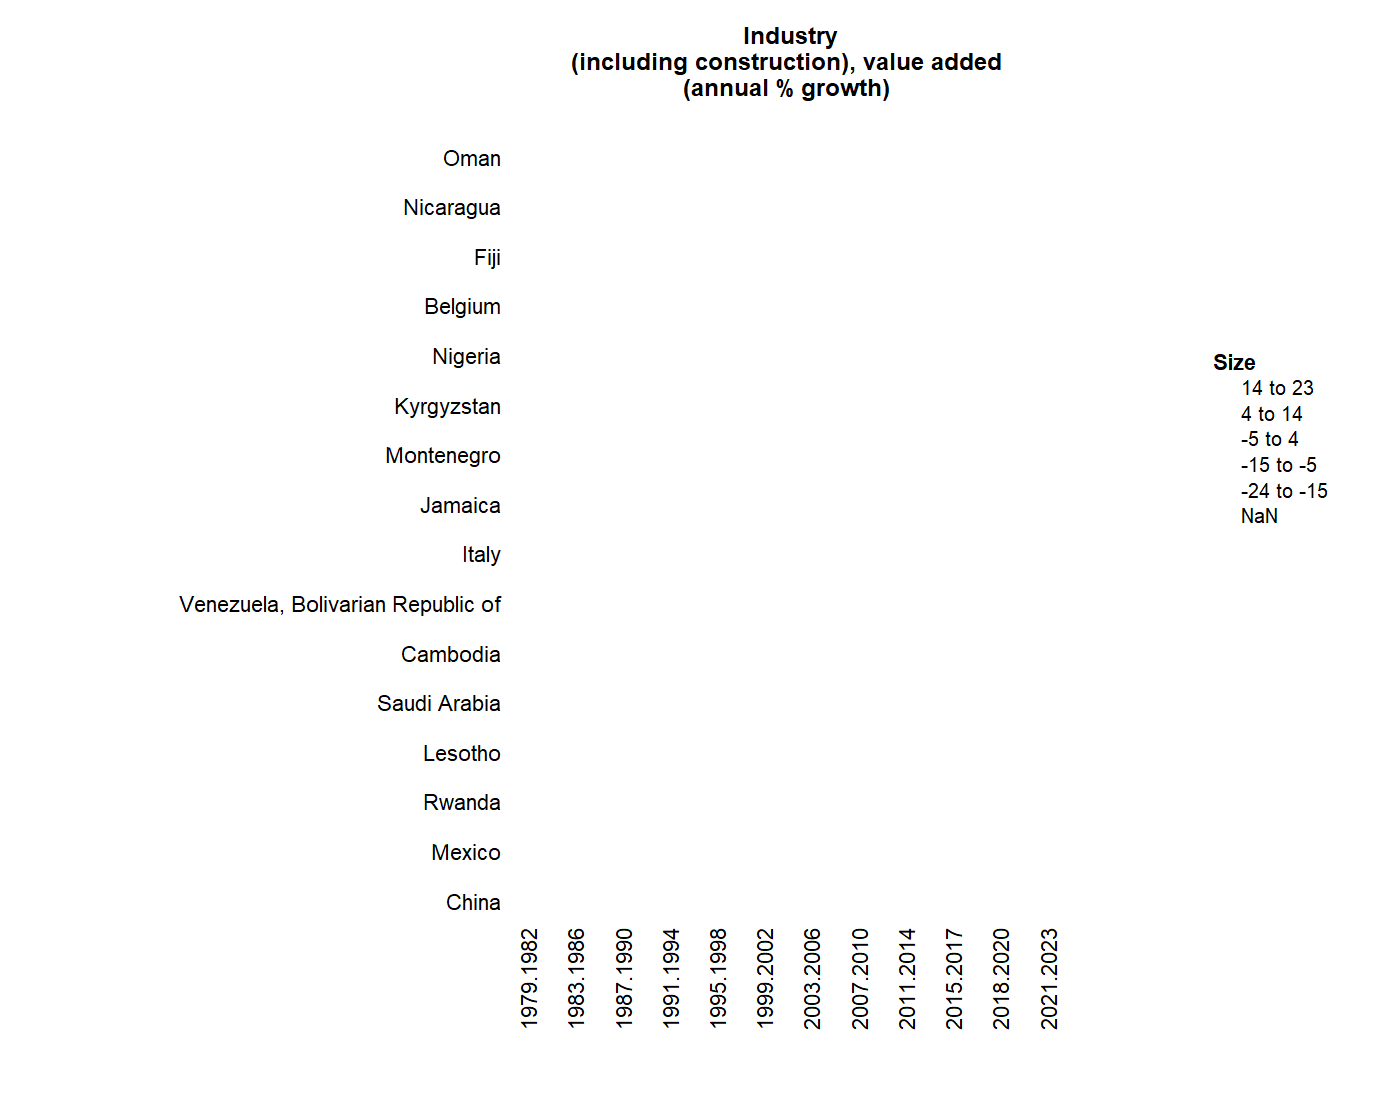 Industry
(including construction), value added
(annual % growth)
Oman
Nicaragua
Fiji
Belgium
Nigeria
Kyrgyzstan
Montenegro
Jamaica
Italy
Venezuela, Bolivarian Republic of
Cambodia
Saudi Arabia
Lesotho
Rwanda
Mexico
China
1979.1982
1983.1986
1987.1990
1991.1994
1995.1998
1999.2002
2003.2006
2007.2010
2011.2014
2015.2017
2018.2020
2021.2023
Size
14 to 23
4 to 14
-5 to 4
-15 to -5
-24 to -15
NaN